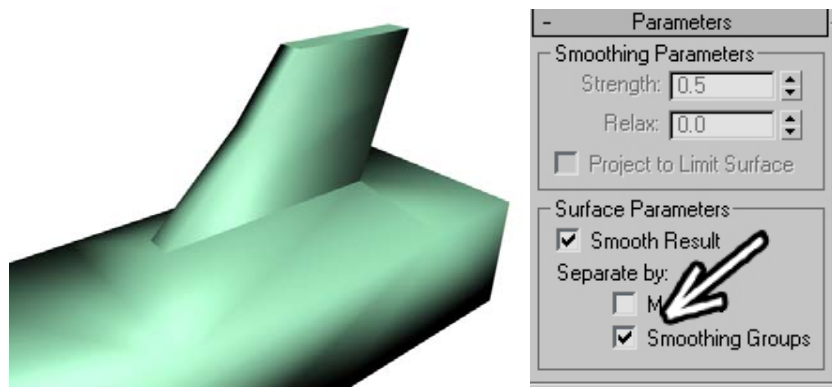 - Parameters
Smoothing Parameters
Strength: 0.5
Relax: 0.0
Project to Limit Surface
Surface Parameters
Smooth Result
Separate by:
Smoothing Groups